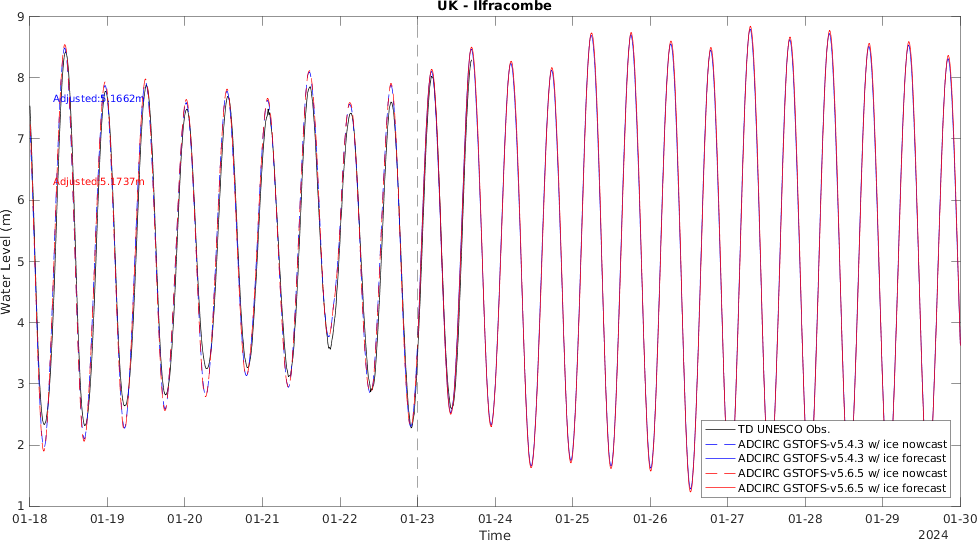 UK - Ilfracombe
9
8
7
6
5
4
3
2
1
Water Level (m)
Adjusted:5.1662m
Adjusted:5.1737m
TD UNESCO Obs.
ADCIRC GSTOFS-v5.4.3 w/ ice nowcast
ADCIRC GSTOFS-v5.4.3 w/ ice forecast
ADCIRC GSTOFS-v5.6.5 w/ ice nowcast
ADCIRC GSTOFS-v5.6.5 w/ ice forecast
01-18 01-19 01-20 01-21 01-22 01-23 01-24 01-25 01-26 01-27 01-28 01-29 01-30
Time
2024